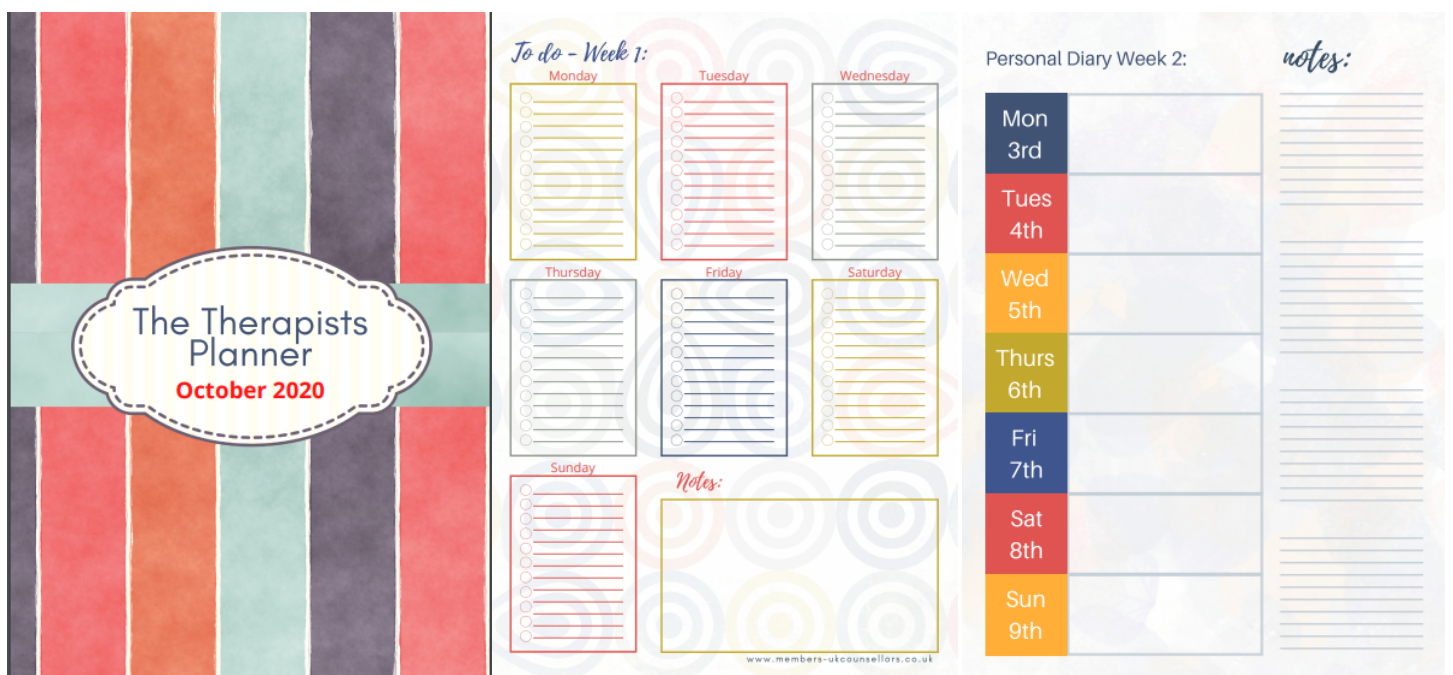 The Therapists
Planner
October 2020
To do - Week 1:
Monday
Tuesday
Wednesday
Thursday
Friday
Saturday
Sunday
Notes:
www.members-ukcounsellors.co.uk
Personal Diary Week 2:
notes:
Mon
3rd
Tues
4th
Wed
5th
Thurs
6th
Fri
7th
Sat
8th
Sun
9th